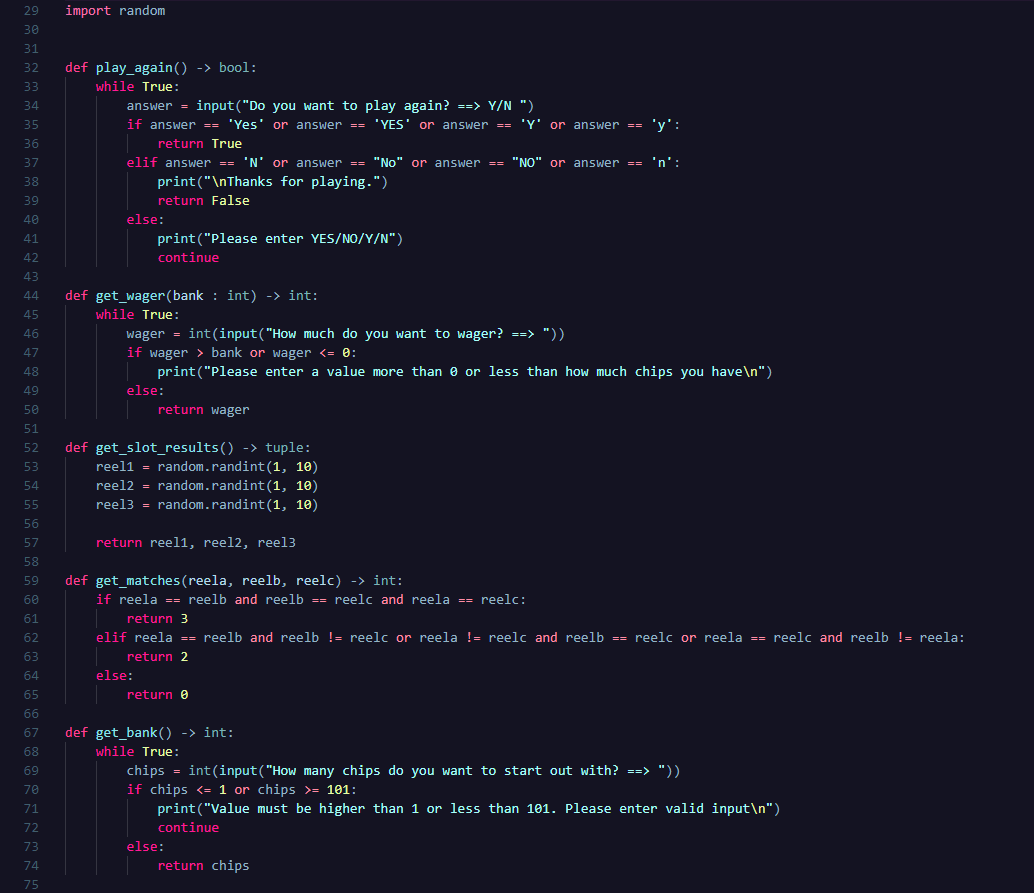 29 import random
30
31
32 def play_again() -> bool:
33     while True:
34         answer = input("Do you want to play again? ==> Y/N ")
35         if answer == 'Yes' or answer == 'YES' or answer == 'Y' or answer == 'y':
36             return True
37         elif answer == 'N' or answer == "No" or answer == "NO" or answer == 'n':
38             print("\nThanks for playing.")
39             return False
40         else:
41             print("Please enter YES/NO/Y/N")
42             continue
43
44 def get_wager(bank : int) -> int:
45     while True:
46         wager = int(input("How much do you want to wager? ==> "))
47         if wager > bank or wager <= 0:
48             print("Please enter a value more than 0 or less than how much chips you have\n")
49         else:
50             return wager
51
52 def get_slot_results() -> tuple:
53     reel1 = random.randint(1, 10)
54     reel2 = random.randint(1, 10)
55     reel3 = random.randint(1, 10)
56
57     return reel1, reel2, reel3
58
59 def get_matches(reela, reelb, reelc) -> int:
60     if reela == reelb and reelb == reelc and reela == reelc:
61         return 3
62     elif reela == reelb and reelb != reelc or reela != reelc and reelb == reelc or reela == reelc and reelb != reela:
63         return 2
64     else:
65         return 0
66
67 def get_bank() -> int:
68     while True:
69         chips = int(input("How many chips do you want to start out with? ==> "))
70         if chips <= 1 or chips >= 101:
71             print("Value must be higher than 1 or less than 101. Please enter valid input\n")
72             continue
73         else:
74             return chips
75